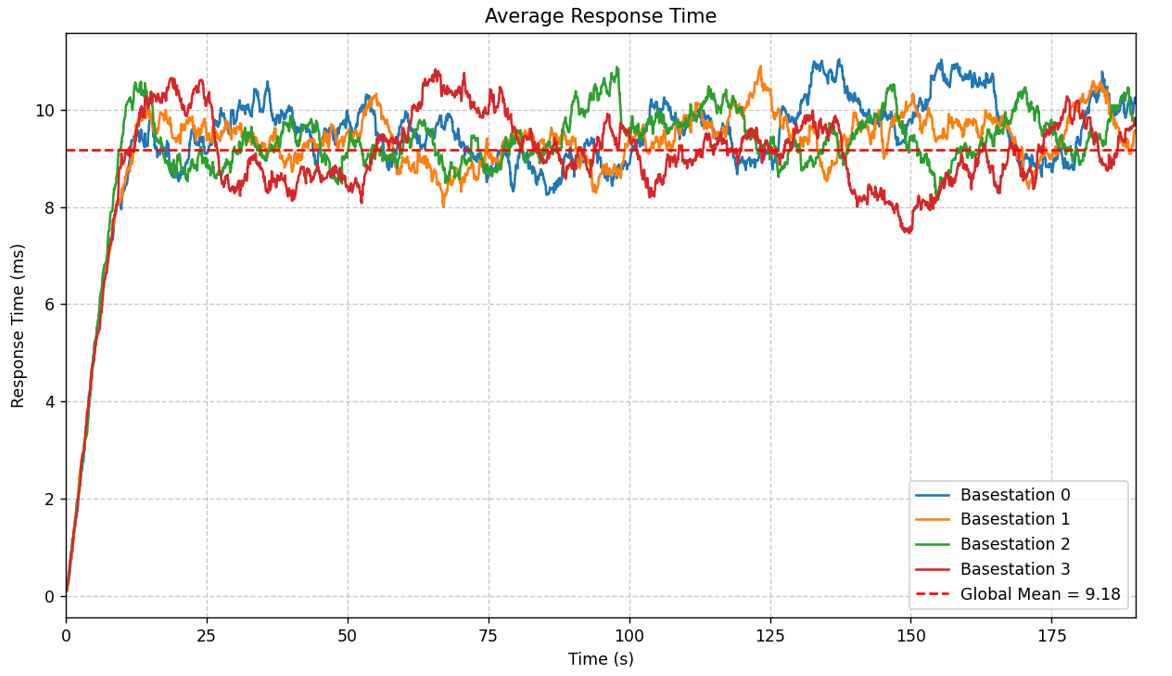 Average Response Time
Response Time (ms)
10
8
6
4
2
0
0 25 50 75 100 125 150 175
Time (s)
Basestation 0
Basestation 1
Basestation 2
Basestation 3
Global Mean = 9.18